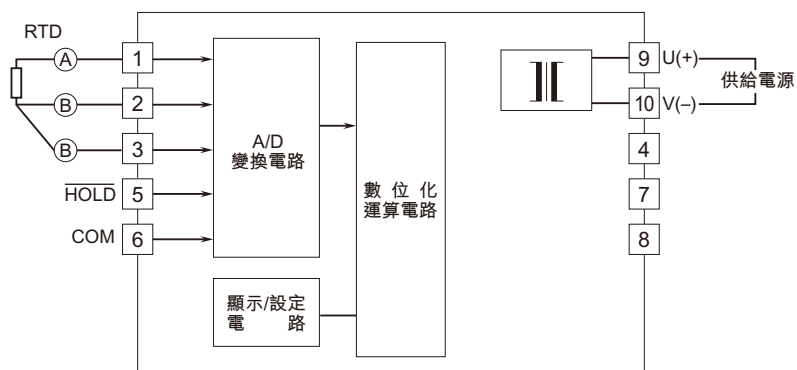 RTD
A
1
B
2
B
3
HOLD
5
COM
6
A/D
變換電路
數位化
運算電路
顯示/設定
電路
9
U(+)
供給電源
10
V(–)
4
7
8